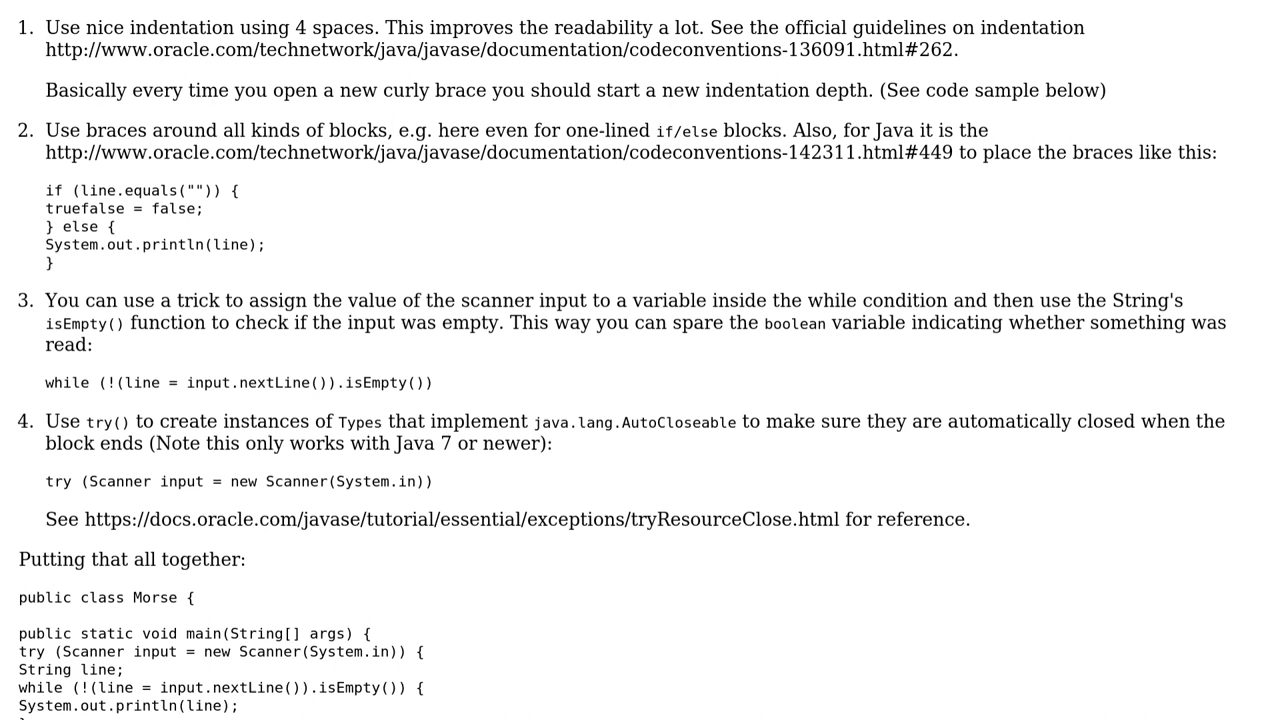 1. Use nice indentation using 4 spaces. This improves the readability a lot. See the official guidelines on indentation
http://www.oracle.com/technetwork/java/javase/documentation/codeconventions-136091.html#262.
Basically every time you open a new curly brace you should start a new indentation depth. (See code sample below)
2. Use braces around all kinds of blocks, e.g. here even for one-lined if/else blocks. Also, for Java it is the
http://www.oracle.com/technetwork/java/javase/documentation/codeconventions-142311.html#449 to place the braces like this:
if (line.equals("")) {
truefalse = false;
} else {
System.out.println(line);
}
3. You can use a trick to assign the value of the scanner input to a variable inside the while condition and then use the String's
isEmpty() function to check if the input was empty. This way you can spare the boolean variable indicating whether something was
read:
while (!(line = input.nextLine()).isEmpty())
4. Use try() to create instances of Types that implement java.lang.AutoCloseable to make sure they are automatically closed when the
block ends (Note this only works with Java 7 or newer):
try (Scanner input = new Scanner(System.in))
See https://docs.oracle.com/javase/tutorial/essential/exceptions/tryResourceClose.html for reference.
Putting that all together:
public class Morse {
public static void main(String[] args) {
try (Scanner input = new Scanner(System.in)) {
String line;
while (!(line = input.nextLine()).isEmpty()) {
System.out.println(line);